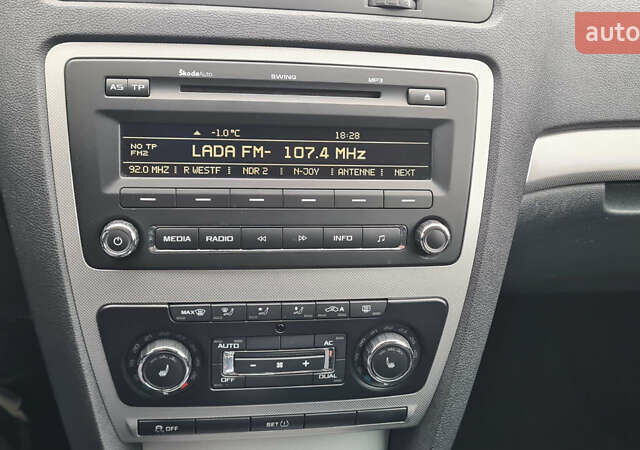 auto
ŠkodaAuto SWING MP3
AS TP
-1.0 °C 18:28
NO TP
FM2
LADA FM- 107.4 MHz
92.0 MHZ R WESTF NDR 2 N-JOY ANTENNE NEXT
MEDIA RADIO INFO
MAX A
AUTO AC
OFF DUAL
OFF SET